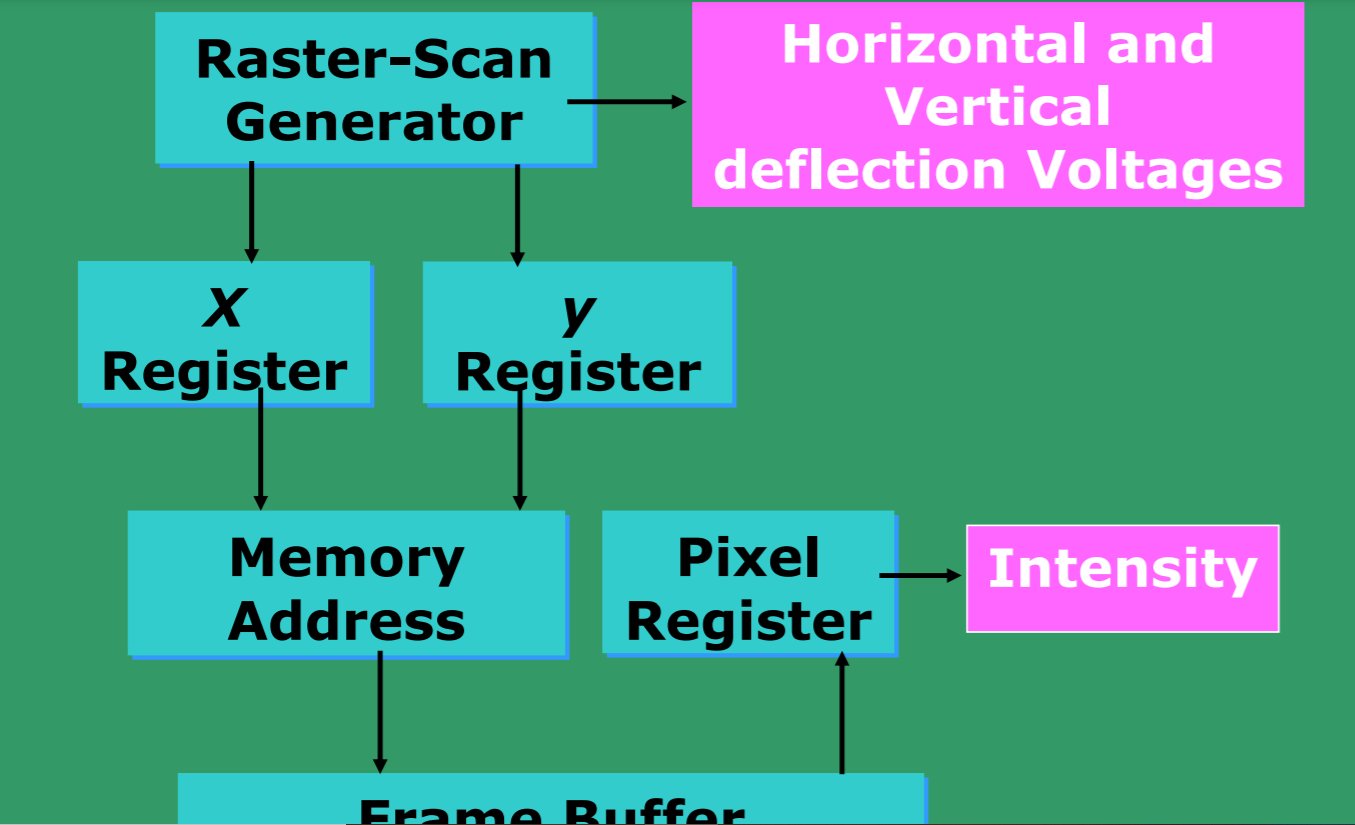 Raster-Scan
Generator
Horizontal and
Vertical
deflection Voltages
X
Register
y
Register
Memory
Address
Pixel
Register
Intensity
Frame Buffer